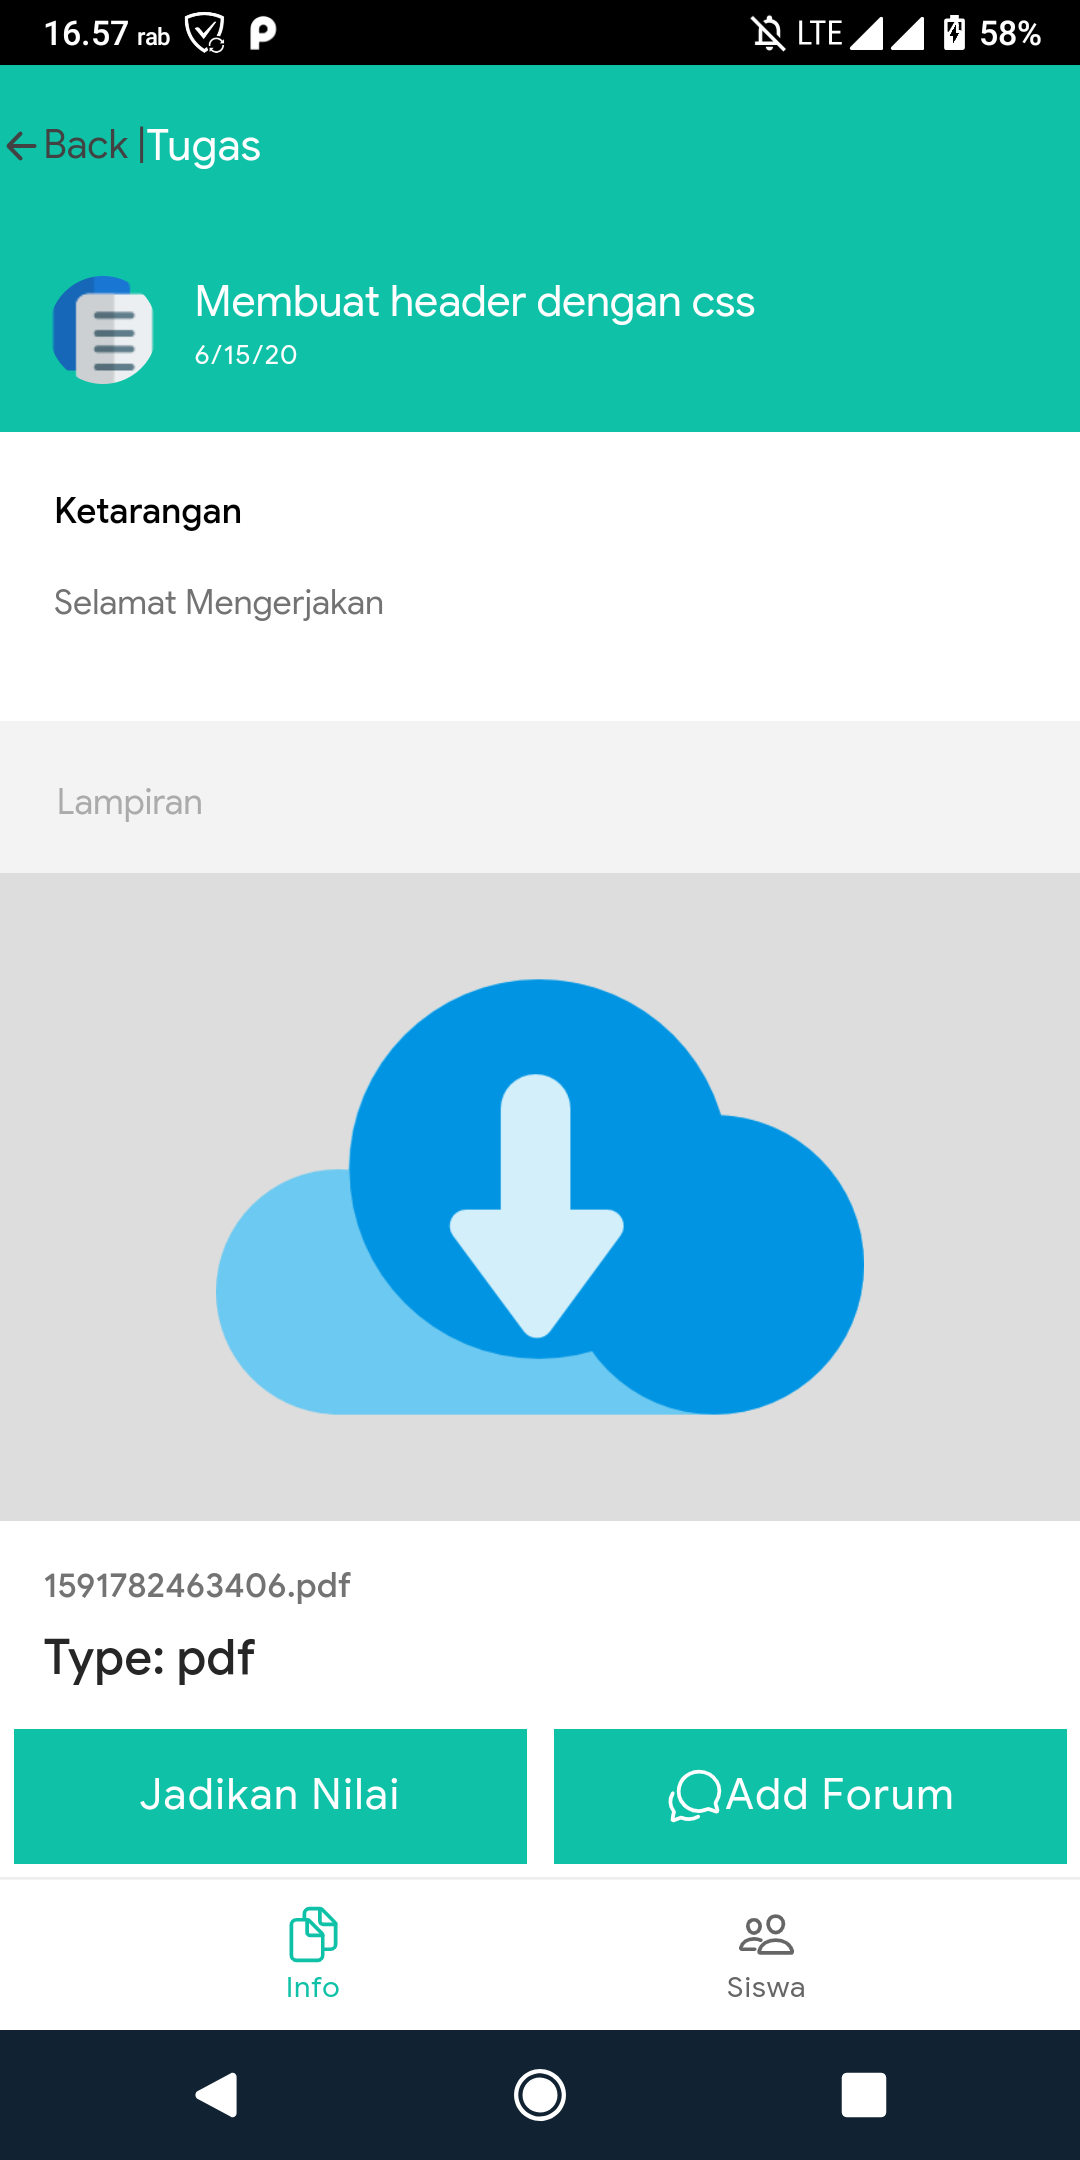 16.57 rab
LTE 58%
Back |Tugas
Membuat header dengan css
6/15/20
Ketarangan
Selamat Mengerjakan
Lampiran
1591782463406.pdf
Type: pdf
Jadikan Nilai
Add Forum
Info
Siswa